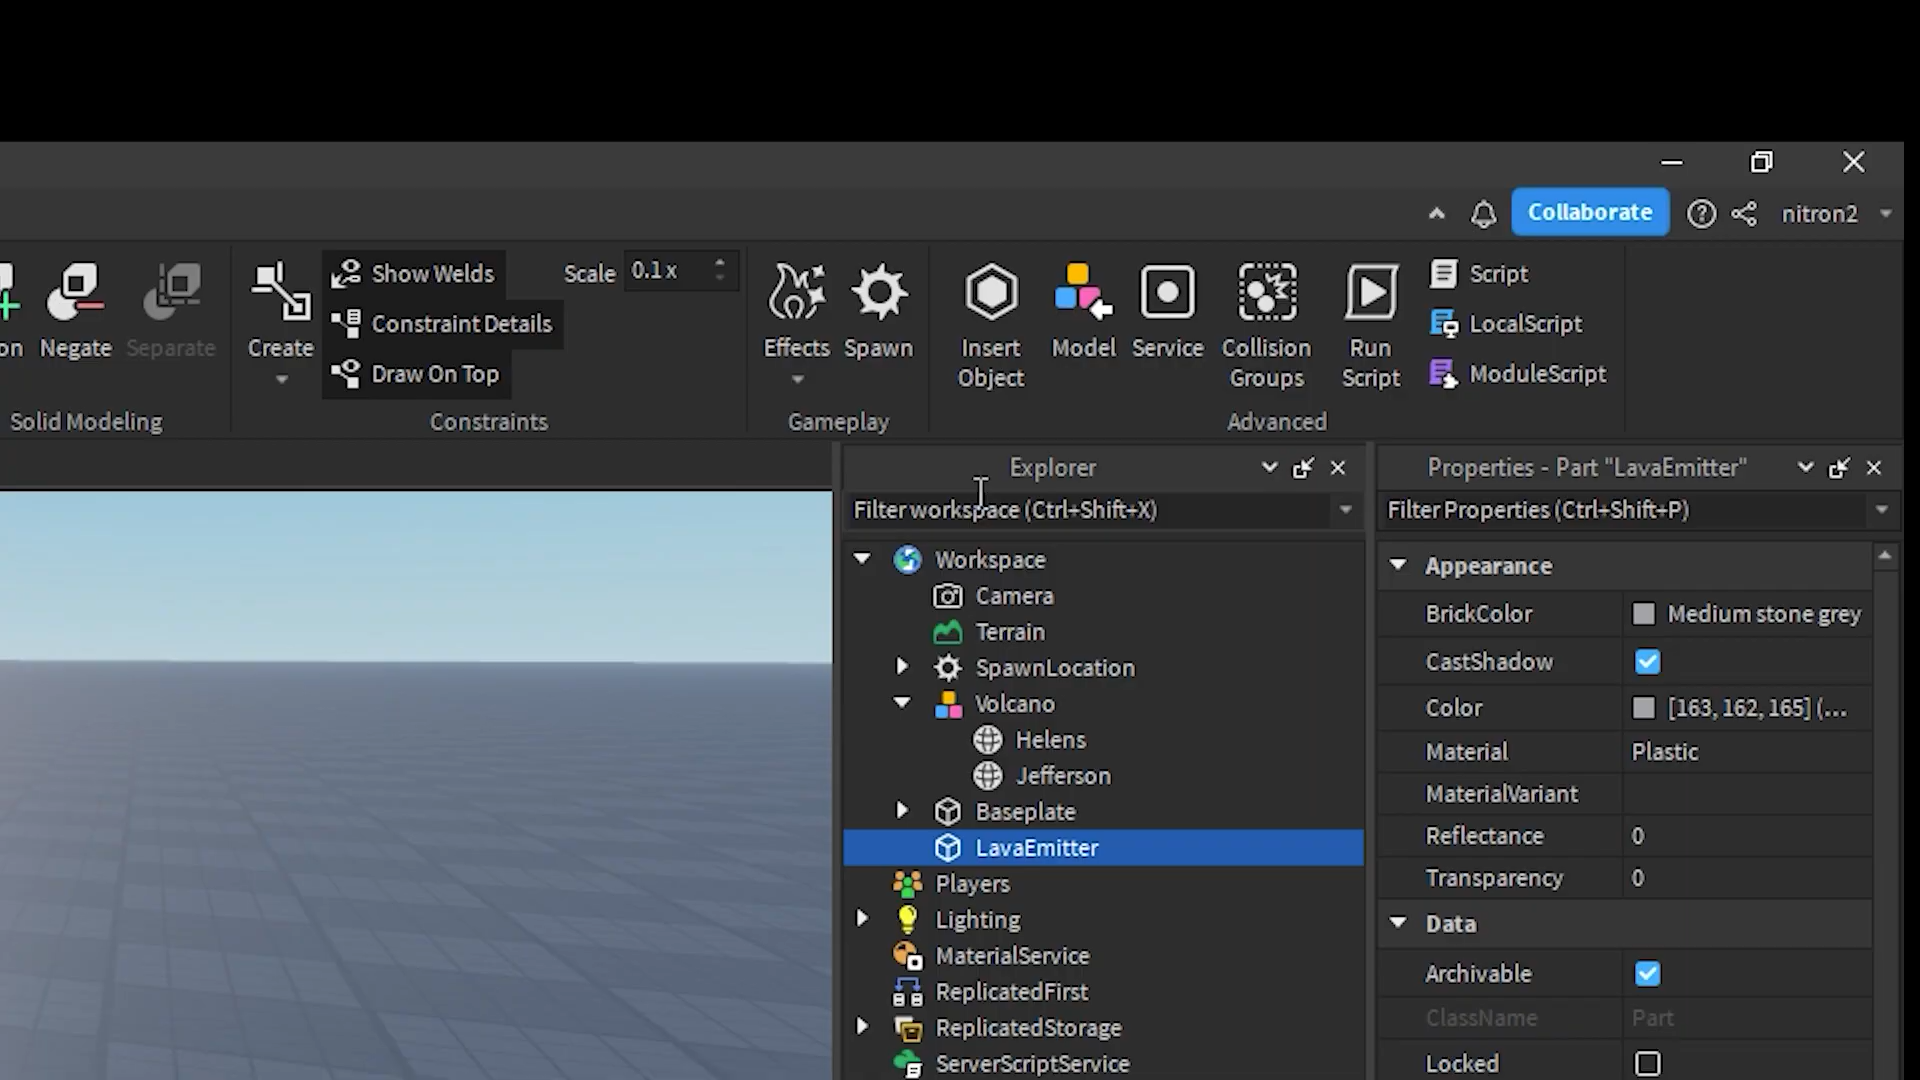 Collaborate
nitron2
on
Negate
Separate
Solid Modeling
Create
Show Welds
Constraint Details
Draw On Top
Scale
0.1 x
Constraints
Effects
Spawn
Gameplay
Insert
Object
Model
Service
Collision
Groups
Run
Script
Script
LocalScript
ModuleScript
Advanced
Explorer
Filter workspace (Ctrl+Shift+X)
Workspace
Camera
Terrain
SpawnLocation
Volcano
Helens
Jefferson
Baseplate
LavaEmitter
Players
Lighting
MaterialService
ReplicatedFirst
ReplicatedStorage
ServerScriptService
Properties - Part "LavaEmitter"
Filter Properties (Ctrl+Shift+P)
Appearance
BrickColor Medium stone grey
CastShadow
Color [163, 162, 165] (...
Material Plastic
MaterialVariant
Reflectance 0
Transparency 0
Data
Archivable
ClassName Part
Locked